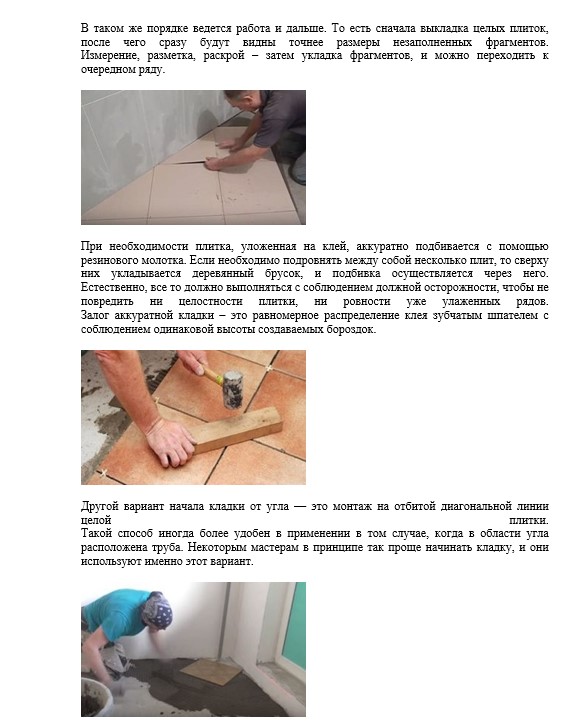 В таком же порядке ведется работа и дальше. То есть сначала выкладка целых плиток,
после чего сразу будут видны точнее размеры незаполненных фрагментов.
Измерение, разметка, раскрой – затем укладка фрагментов, и можно переходить к
очередном ряду.
При необходимости плитка, уложенная на клей, аккуратно подбивается с помощью
резинового молотка. Если необходимо подровнять между собой несколько плит, то сверху
них укладывается деревянный брусок, и подбивка осуществляется через него.
Естественно, все то должно выполняться с соблюдением должной осторожности, чтобы не
повредить ни целостности плитки, ни ровности уже улаженных рядов.
Залог аккуратной кладки – это равномерное распределение клея зубчатым шпателем с
соблюдением одинаковой высоты создаваемых бороздок.
Другой вариант начала кладки от угла — это монтаж на отбитой диагональной линии
целой плитки.
Такой способ иногда более удобен в применении в том случае, когда в области угла
расположена труба. Некоторым мастерам в принципе так проще начинать кладку, и они
используют именно этот вариант.